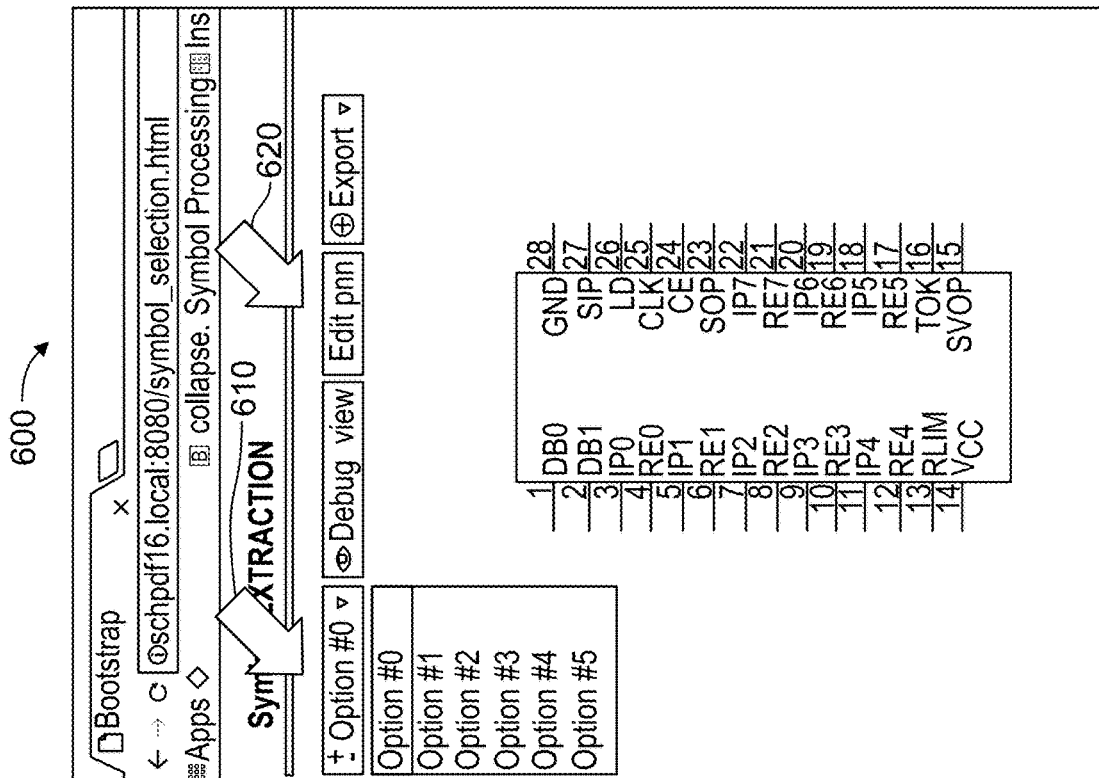 600
Bootstrap ×
schpdf16.local:8080/symbol_selection.html
Apps B collapse. Symbol Processing Ins
Sym EXTRACTION
610
620
Option #0 Debug view Edit pnn Export
Option #0
Option #1
Option #2
Option #3
Option #4
Option #5
1 DB0 GND 28
2 DB1 SIP 27
3 IP0 LD 26
4 RE0 CLK 25
5 IP1 CE 24
6 RE1 SOP 23
7 IP2 IP7 22
8 RE2 RE7 21
9 IP3 IP6 20
10 RE3 RE6 19
11 IP4 IP5 18
12 RE4 RE5 17
13 RLIM TOK 16
14 VCC SVOP 15